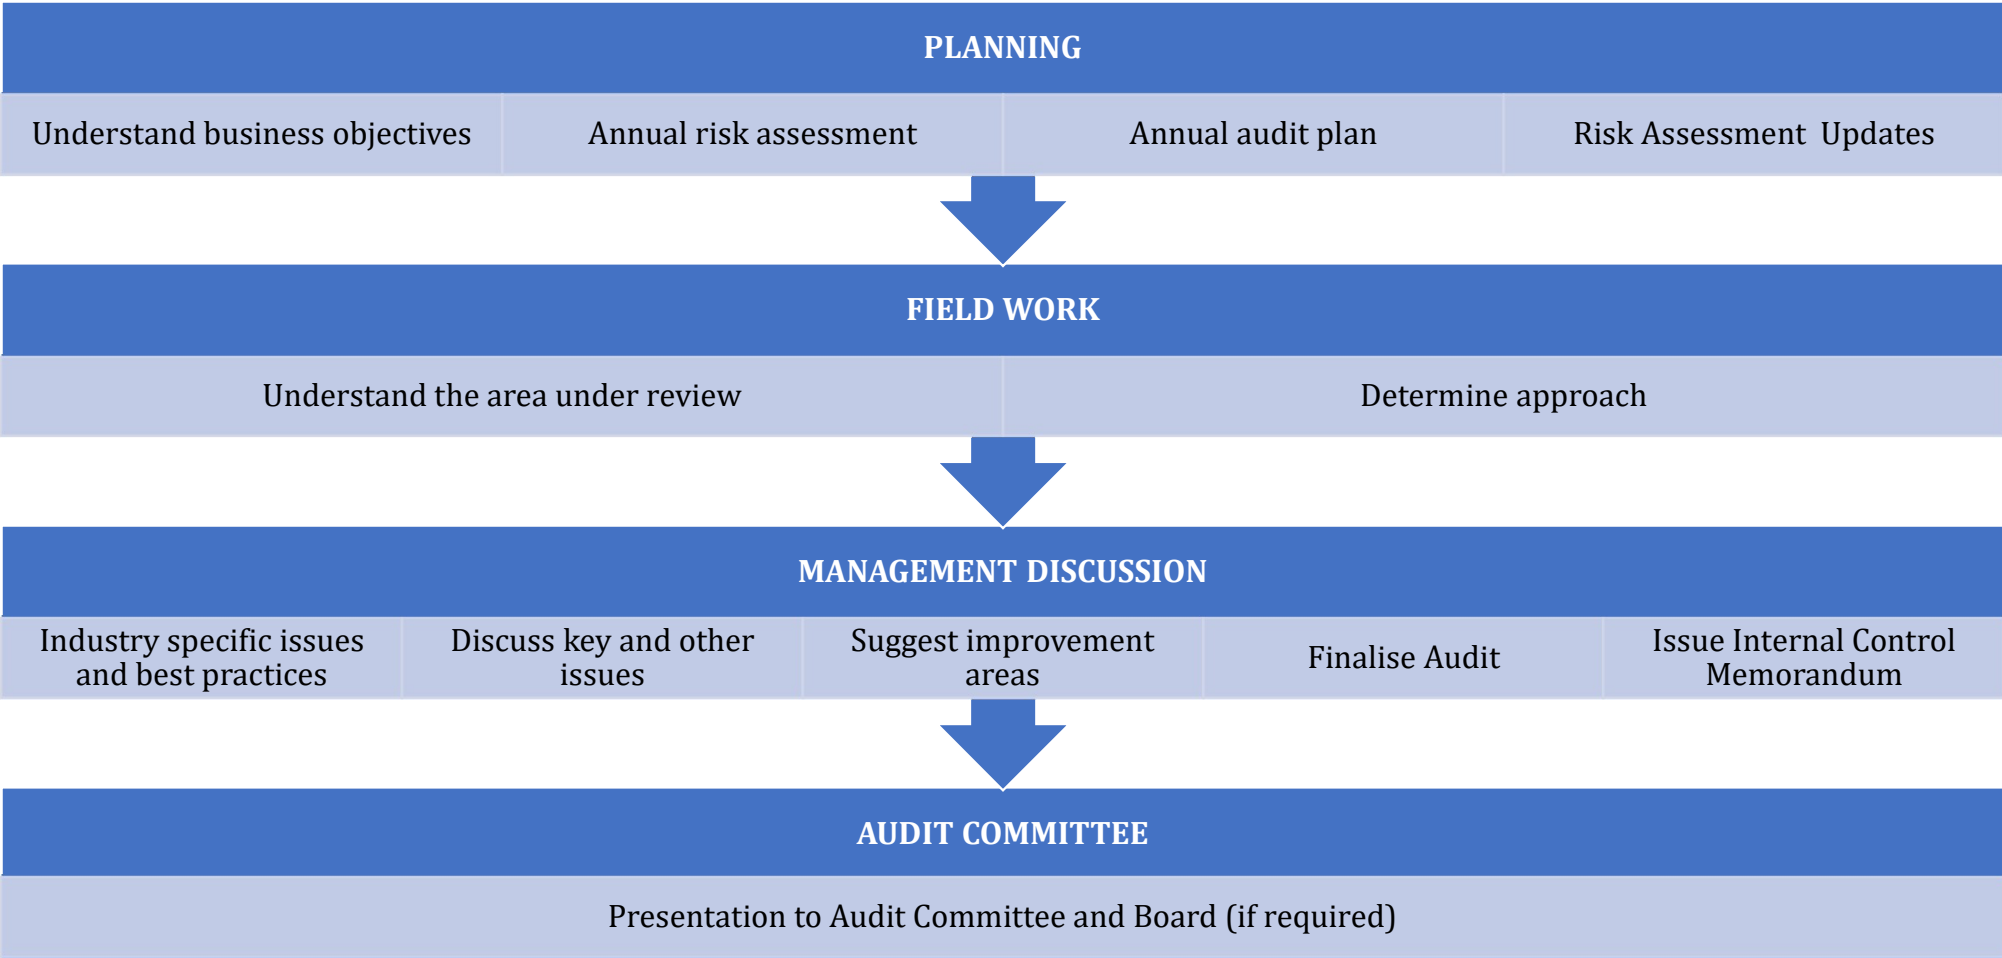 PLANNING
Understand business objectives
Annual risk assessment
Annual audit plan
Risk Assessment  Updates
FIELD WORK
Understand the area under review
Determine approach
MANAGEMENT DISCUSSION
Industry specific issues
and best practices
Discuss key and other
issues
Suggest improvement
areas
Finalise Audit
Issue Internal Control
Memorandum
AUDIT COMMITTEE
Presentation to Audit Committee and Board (if required)